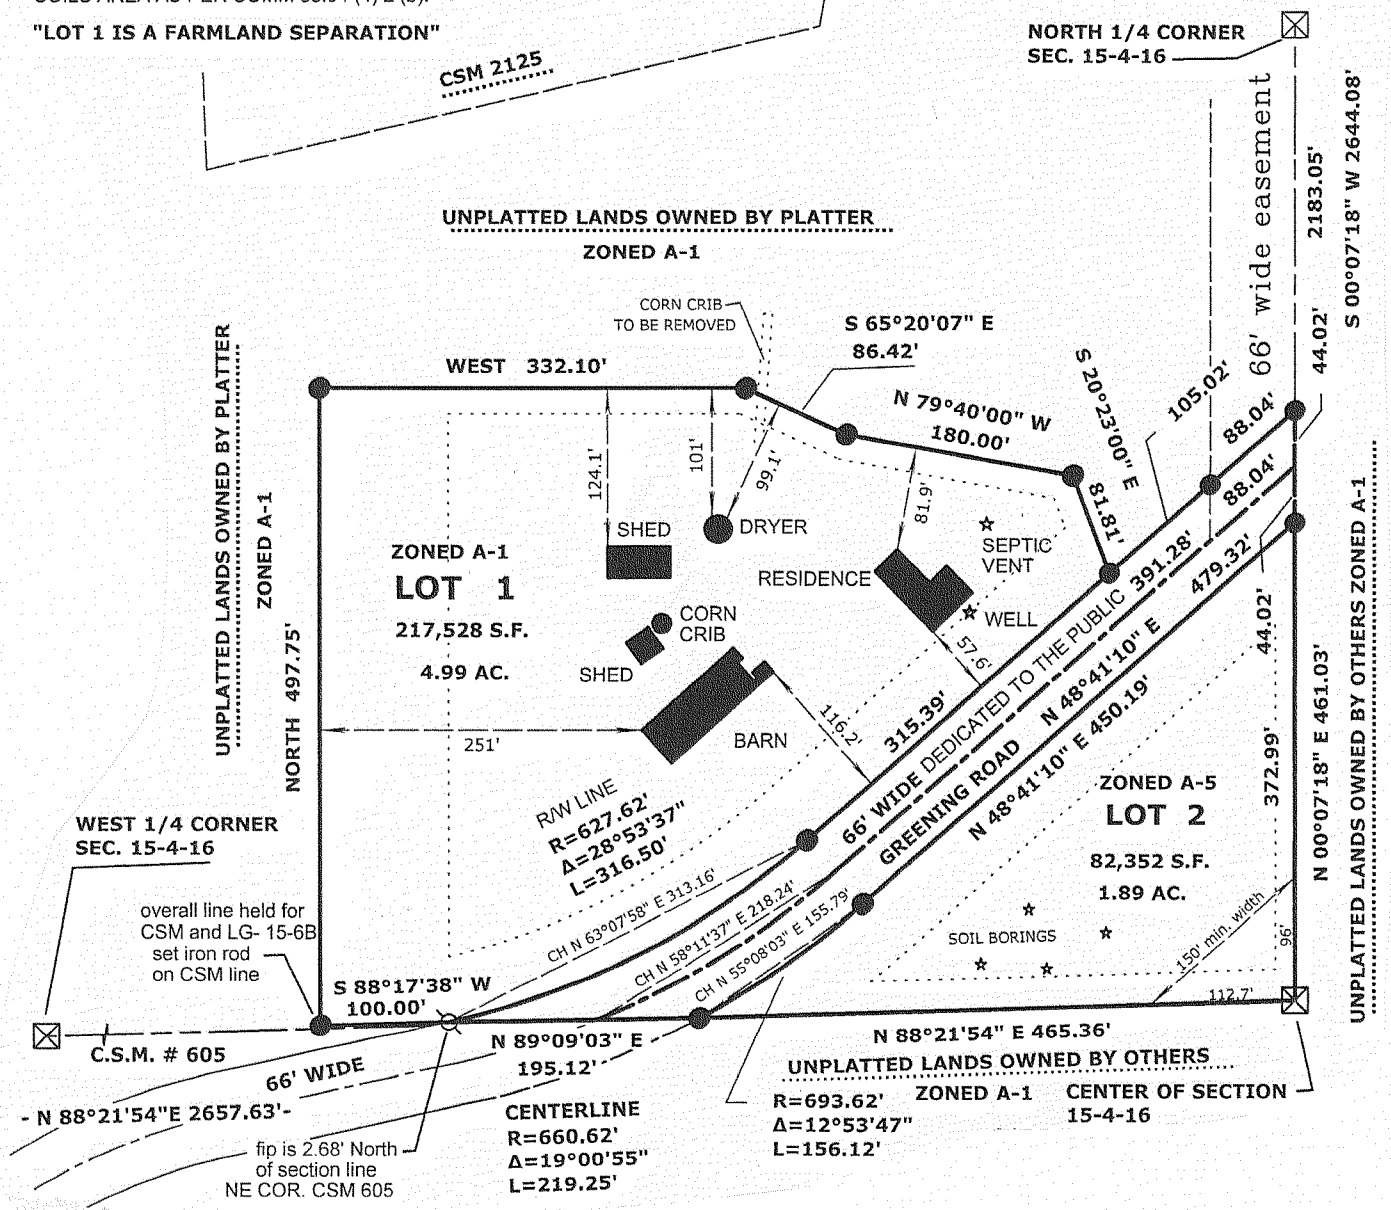 "LOT 1 IS A FARMLAND SEPARATION"
CSM 2125
NORTH 1/4 CORNER
SEC. 15-4-16
66' wide easement
2183.05'
S 00°07'18" W 2644.08'
44.02'
UNPLATTED LANDS OWNED BY PLATTER
ZONED A-1
CORN CRIB
TO BE REMOVED
S 65°20'07" E
86.42'
WEST 332.10'
N 79°40'00" W
180.00'
S 20°23'00" E
81.81'
105.02'
88.04'
88.04'
UNPLATTED LANDS OWNED BY PLATTER
ZONED A-1
NORTH 497.75'
124.1'
101'
99.1'
81.9'
SHED
DRYER
SEPTIC
VENT
RESIDENCE
WELL
57.6'
ZONED A-1
LOT 1
217,528 S.F.
4.99 AC.
CORN
CRIB
SHED
BARN
251'
116.2'
315.39'
391.28'
479.32'
66' WIDE DEDICATED TO THE PUBLIC
GREENING ROAD
N 48°41'10" E
N 48°41'10" E 450.19'
44.02'
372.99'
N 00°07'18" E 461.03'
UNPLATTED LANDS OWNED BY OTHERS ZONED A-1
ZONED A-5
LOT 2
82,352 S.F.
1.89 AC.
SOIL BORINGS
150' min. width
96'
112.7'
R/W LINE
R=627.62'
Δ=28°53'37"
L=316.50'
CH N 63°07'58" E 313.16'
CH N 58°11'37" E 218.24'
CH N 55°08'03" E 155.79'
WEST 1/4 CORNER
SEC. 15-4-16
overall line held for
CSM and LG- 15-6B
set iron rod
on CSM line
S 88°17'38" W
100.00'
C.S.M. # 605
66' WIDE
- N 88°21'54"E 2657.63'-
fip is 2.68' North
of section line
NE COR. CSM 605
N 89°09'03" E
195.12'
CENTERLINE
R=660.62'
Δ=19°00'55"
L=219.25'
N 88°21'54" E 465.36'
UNPLATTED LANDS OWNED BY OTHERS
ZONED A-1
R=693.62'
Δ=12°53'47"
L=156.12'
CENTER OF SECTION
15-4-16